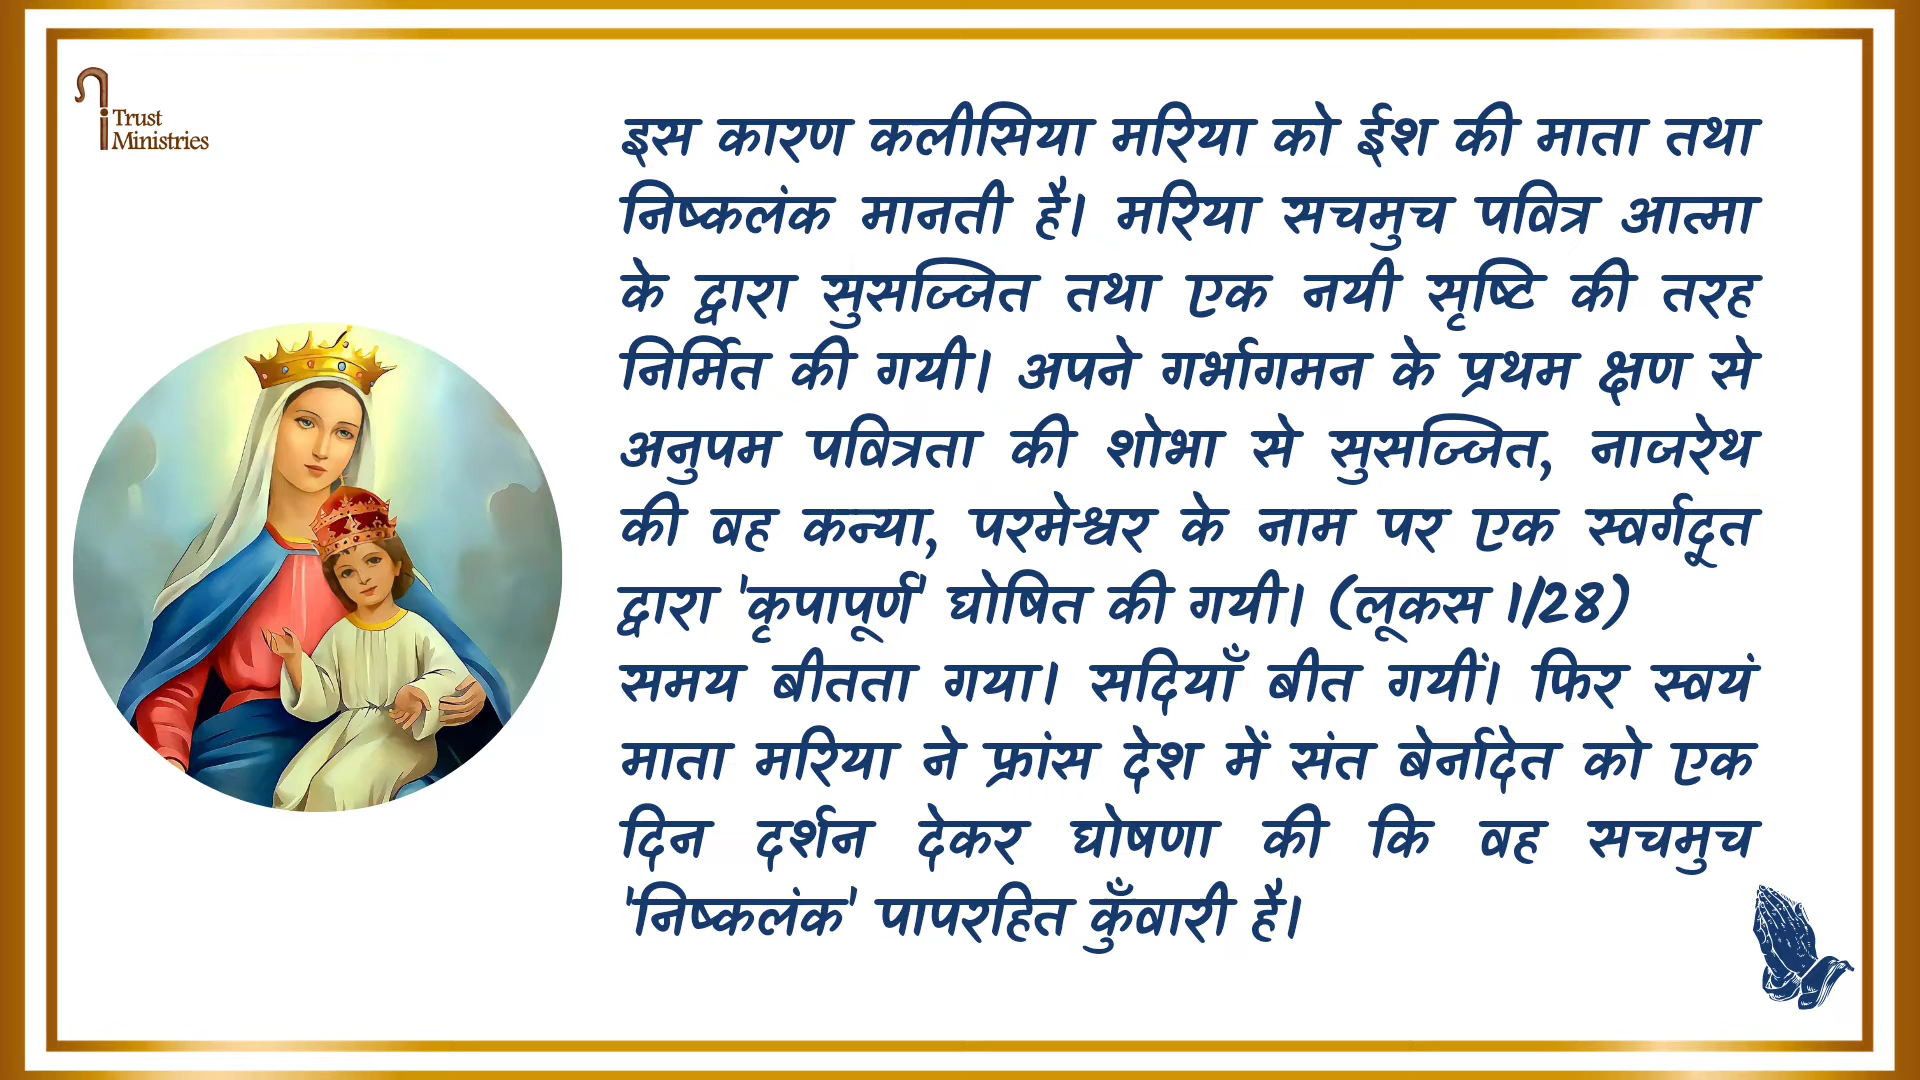 Trust
Ministries
इस कारण कलीसिया मरिया को ईश की माता तथा
निष्कलंक मानती है। मरिया सचमुच पवित्र आत्मा
के द्वारा सुसज्जित तथा एक नयी सृष्टि की तरह
निर्मित की गयी। अपने गर्भागमन के प्रथम क्षण से
अनुपम पवित्रता की शोभा से सुसज्जित, नाजरेथ
की वह कन्या, परमेश्वर के नाम पर एक स्वर्गदूत
द्वारा 'कृपापूर्ण' घोषित की गयी। (लूकस 1/28)
समय बीतता गया। सदियाँ बीत गयीं। फिर स्वयं
माता मरिया ने फ्रांस देश में संत बेर्नादेत को एक
दिन दर्शन देकर घोषणा की कि वह सचमुच
'निष्कलंक' पापरहित कुँवारी है।